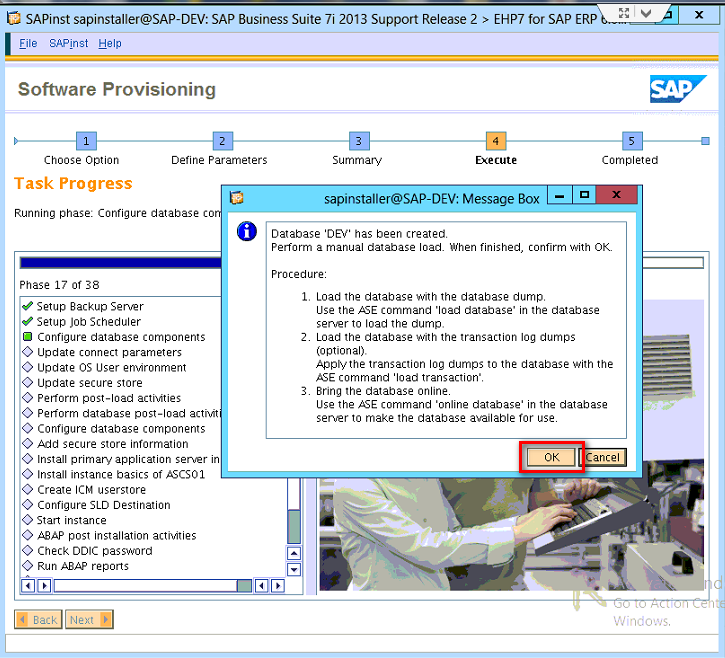 SAPinst sapinstaller@SAP-DEV: SAP Business Suite 7i 2013 Support Release 2 > EHP7 for SAP ERP
File SAPinst Help
Software Provisioning
SAP
1 2 3 4 5
Choose Option Define Parameters Summary Execute Completed
Task Progress
Running phase: Configure database com
sapinstaller@SAP-DEV: Message Box
Database 'DEV' has been created.
Perform a manual database load. When finished, confirm with OK.
Procedure:
1. Load the database with the database dump.
Use the ASE command 'load database' in the database
server to load the dump.
2. Load the database with the transaction log dumps
(optional).
Apply the transaction log dumps to the database with the
ASE command 'load transaction'.
3. Bring the database online.
Use the ASE command 'online database' in the database
server to make the database available for use.
OK Cancel
Phase 17 of 38
Setup Backup Server
Setup Job Scheduler
Configure database components
Update connect parameters
Update OS User environment
Update secure store
Perform post-load activities
Perform database post-load activiti
Configure database components
Add secure store information
Install primary application server in
Install instance basics of ASCS01
Create ICM userstore
Configure SLD Destination
Start instance
ABAP post installation activities
Check DDIC password
Run ABAP reports
Go to Action Cente
Windows.
Back Next